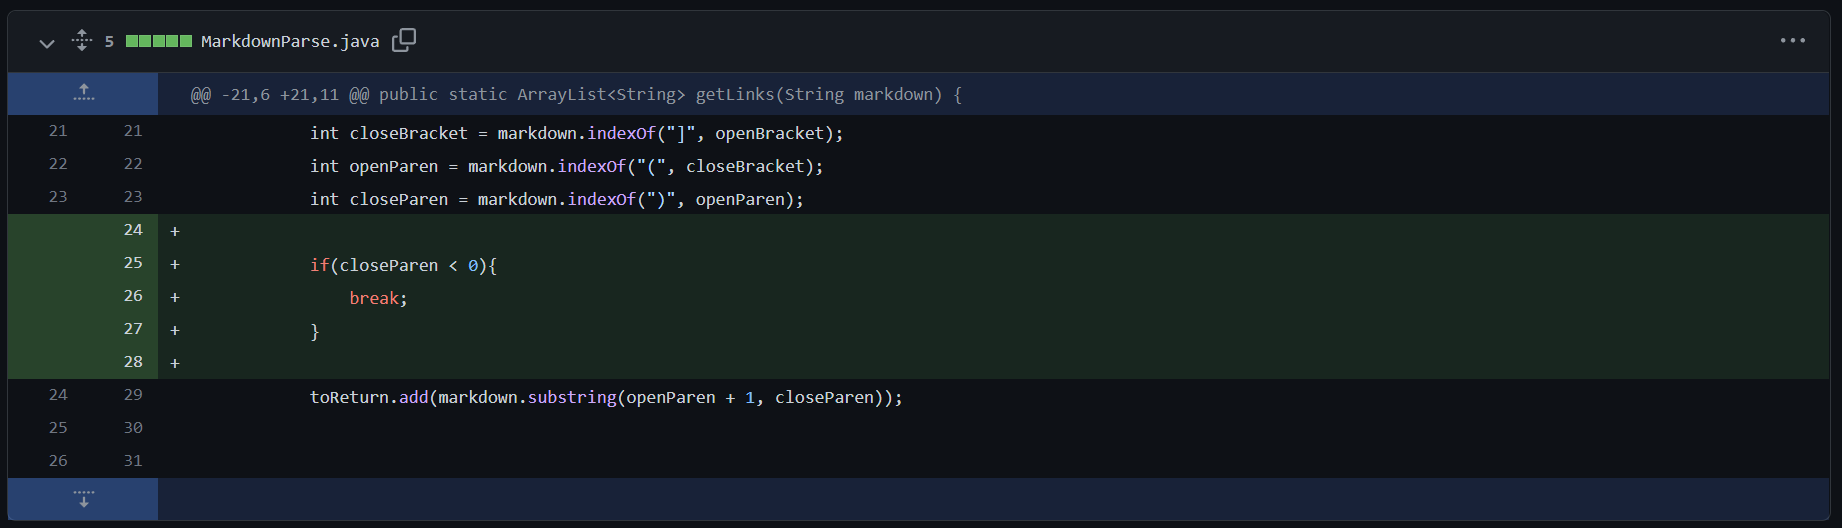 5 MarkdownParse.java ...
@@ -21,6 +21,11 @@ public static ArrayList<String> getLinks(String markdown) {
21 21 int closeBracket = markdown.indexOf("]", openBracket);
22 22 int openParen = markdown.indexOf("(", closeBracket);
23 23 int closeParen = markdown.indexOf(")", openParen);
24 +
25 + if(closeParen < 0){
26 + break;
27 + }
28 +
24 29 toReturn.add(markdown.substring(openParen + 1, closeParen));
25 30
26 31